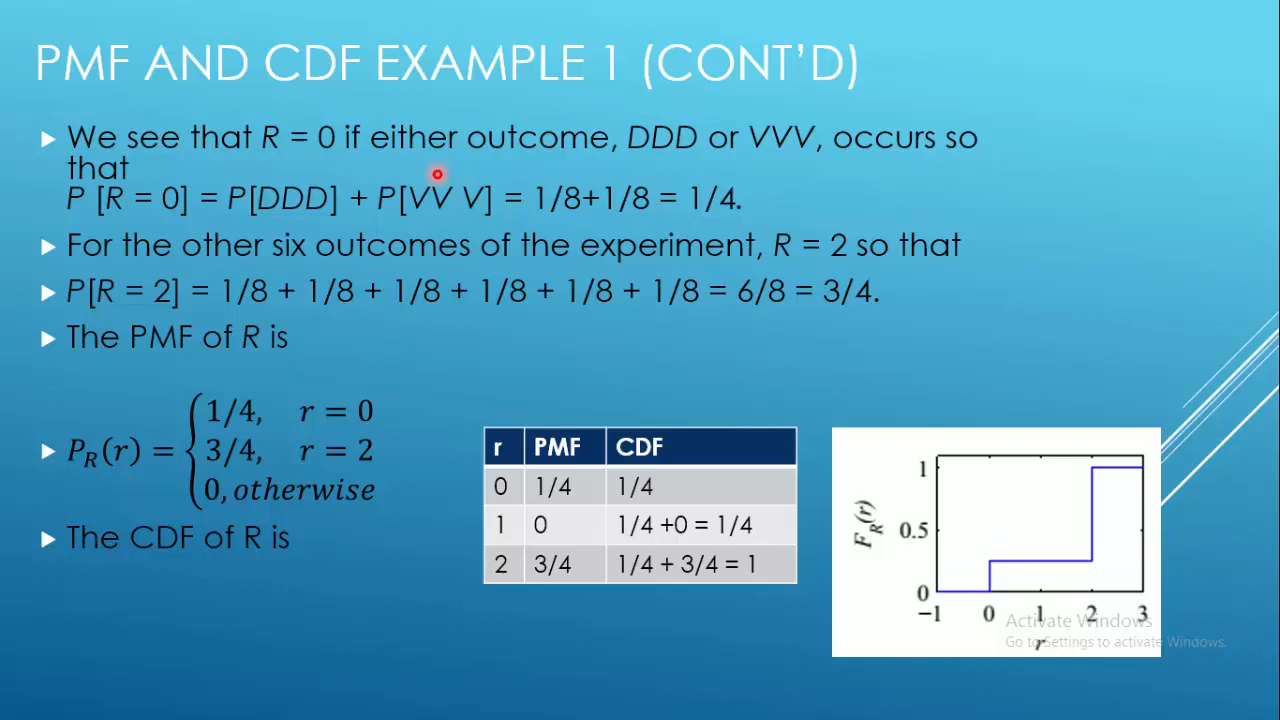 PMF AND CDF EXAMPLE 1 (CONT’D)
We see that R = 0 if either outcome, DDD or VVV, occurs so
that
P [R = 0] = P[DDD] + P[VV V] = 1/8+1/8 = 1/4.
For the other six outcomes of the experiment, R = 2 so that
P[R = 2] = 1/8 + 1/8 + 1/8 + 1/8 + 1/8 + 1/8 = 6/8 = 3/4.
The PMF of R is
1/4, r = 0
P_R(r) = { 3/4, r = 2
0, otherwise
The CDF of R is
r PMF CDF
0 1/4 1/4
1 0 1/4 +0 = 1/4
2 3/4 1/4 + 3/4 = 1
1
0.5
0
F_R(r)
−1 0 1 2 3
r
Activate Windows
Go to Settings to activate Windows.